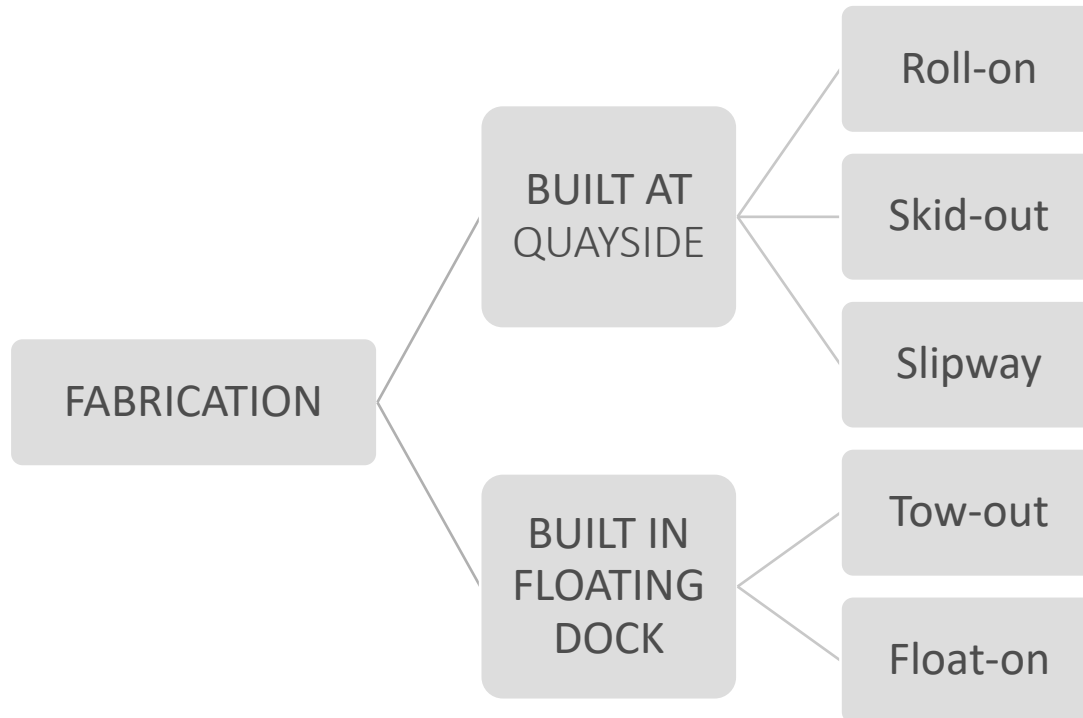 FABRICATION
BUILT AT
QUAYSIDE
Roll-on
Skid-out
Slipway
BUILT IN
FLOATING
DOCK
Tow-out
Float-on